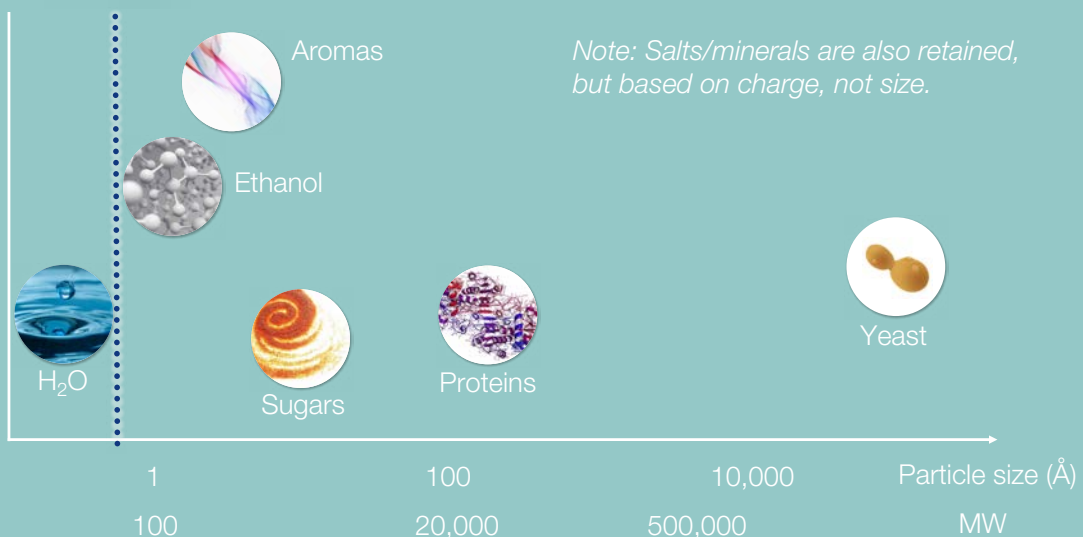 Aromas
Note: Salts/minerals are also retained,
but based on charge, not size.
Ethanol
H₂O
Sugars
Proteins
Yeast
1 100 10,000 Particle size (Å)
100 20,000 500,000 MW